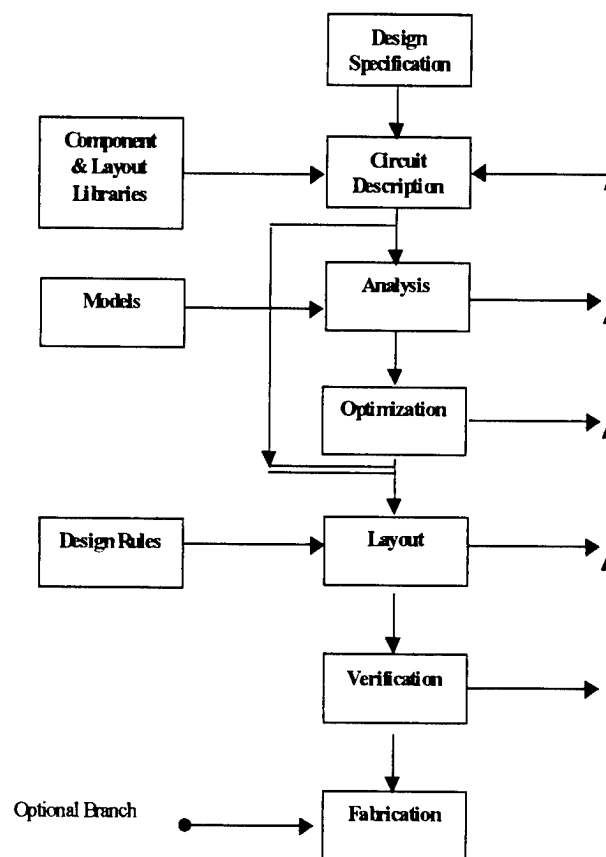 Design
Specification
Component
& Layout
Libraries
Circuit
Description
Models
Analysis
Optimization
Design Rules
Layout
Verification
Optional Branch
Fabrication